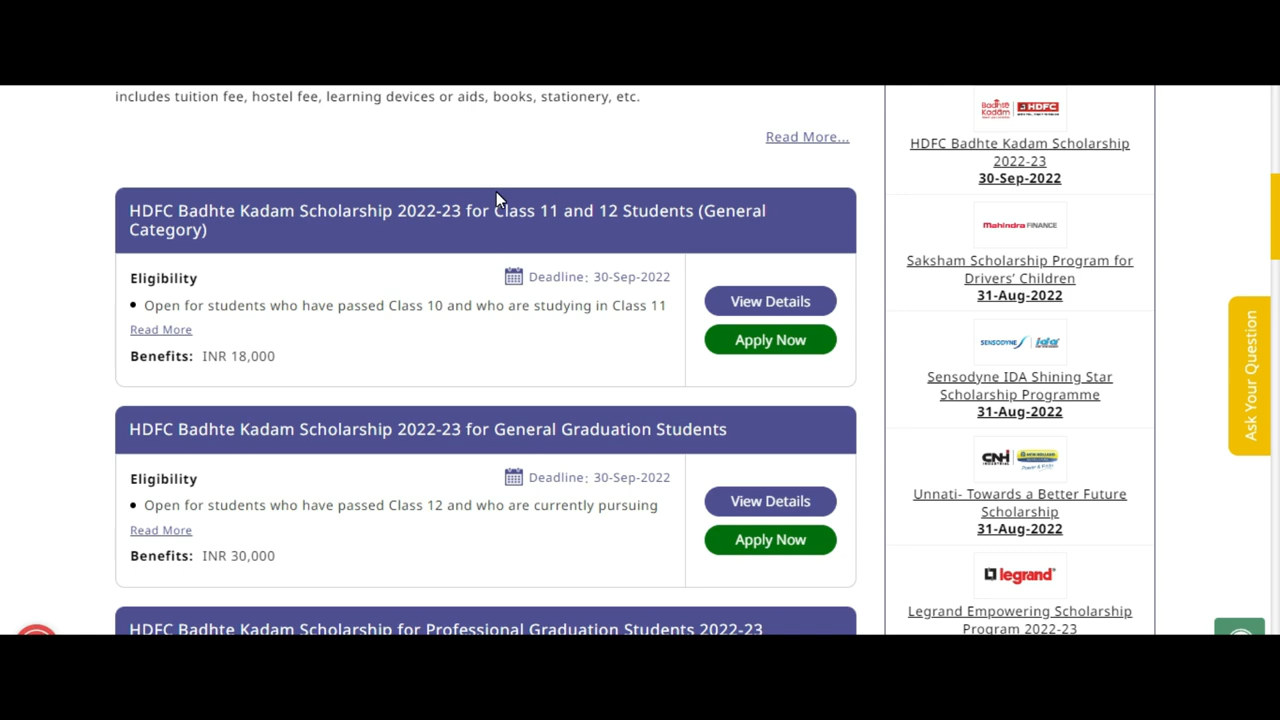 includes tuition fee, hostel fee, learning devices or aids, books, stationery, etc.
Read More...
HDFC Badhte Kadam Scholarship 2022-23 for Class 11 and 12 Students (General
Category)
Eligibility
Deadline: 30-Sep-2022
• Open for students who have passed Class 10 and who are studying in Class 11
Read More
Benefits: INR 18,000
View Details
Apply Now
HDFC Badhte Kadam Scholarship 2022-23 for General Graduation Students
Eligibility
Deadline: 30-Sep-2022
• Open for students who have passed Class 12 and who are currently pursuing
Read More
Benefits: INR 30,000
View Details
Apply Now
HDFC Badhte Kadam Scholarship for Professional Graduation Students 2022-23
Badhte
Kadam
HDFC
HDFC Badhte Kadam Scholarship
2022-23
30-Sep-2022
Mahindra FINANCE
Saksham Scholarship Program for
Drivers’ Children
31-Aug-2022
SENSODYNE
Sensodyne IDA Shining Star
Scholarship Programme
31-Aug-2022
CNH
INDUSTRIAL
Unnati- Towards a Better Future
Scholarship
31-Aug-2022
legrand
Legrand Empowering Scholarship
Program 2022-23
Ask Your Question